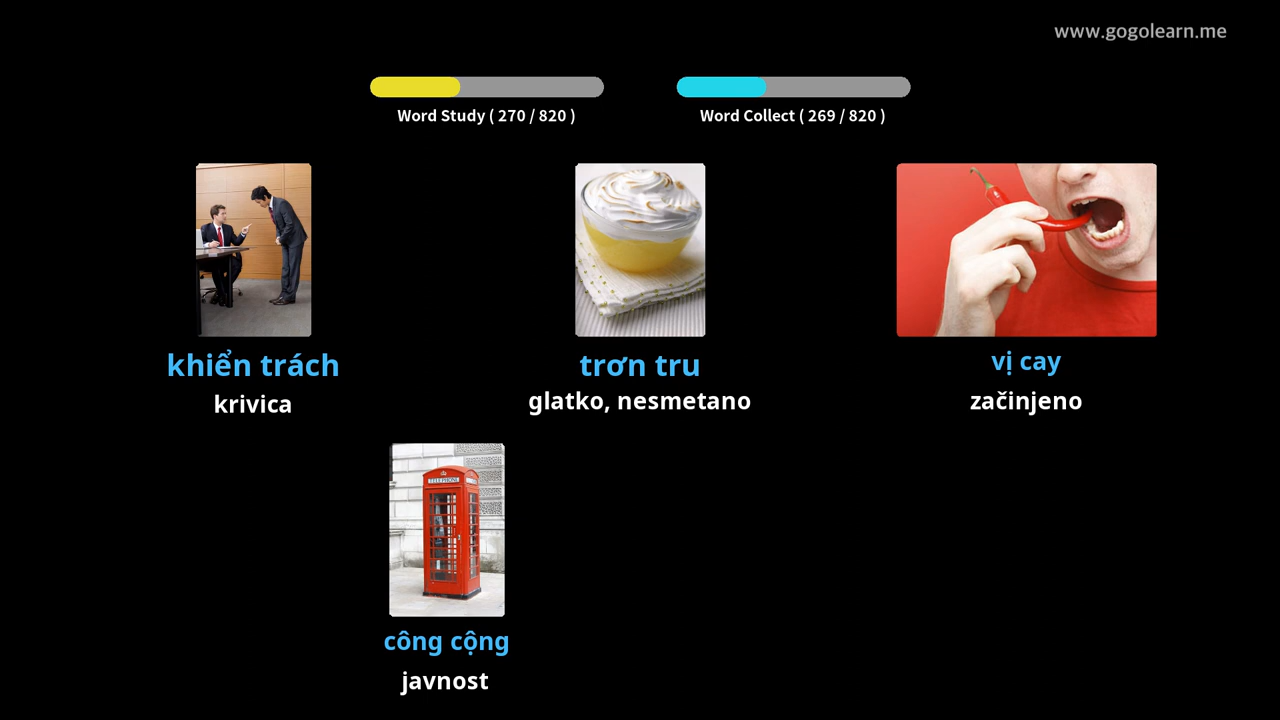 www.gogolearn.me
Word Study ( 270 / 820 )
Word Collect ( 269 / 820 )
khiển trách
krivica
trơn tru
glatko, nesmetano
vị cay
začinjeno
TELEPHONE
công cộng
javnost